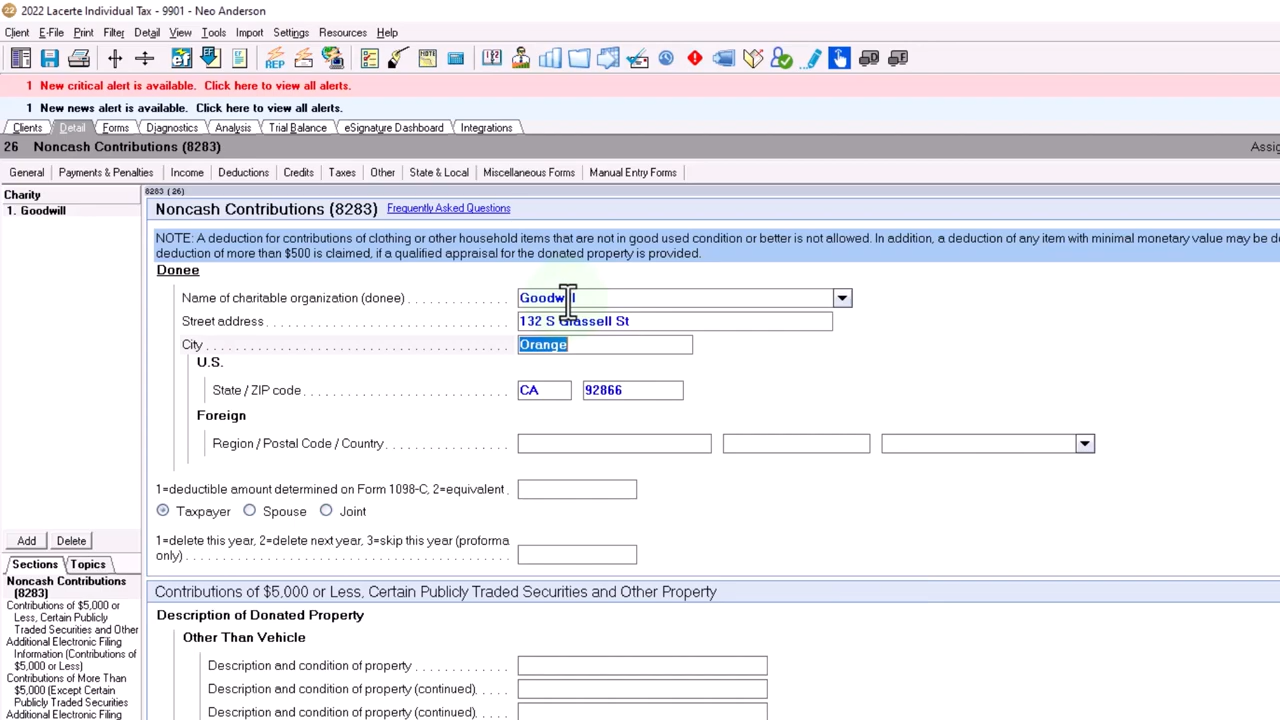 22 2022 Lacerte Individual Tax - 9901 - Neo Anderson
Client E-File Print Filter Detail View Tools Import Settings Resources Help
REP NOTE
1 New critical alert is available. Click here to view all alerts.
1 New news alert is available. Click here to view all alerts.
Clients Detail Forms Diagnostics Analysis Trial Balance eSignature Dashboard Integrations
26 Noncash Contributions (8283) Assig
General Payments & Penalties Income Deductions Credits Taxes Other State & Local Miscellaneous Forms Manual Entry Forms
Charity
1. Goodwill
8283 (26)
Noncash Contributions (8283) Frequently Asked Questions
NOTE: A deduction for contributions of clothing or other household items that are not in good used condition or better is not allowed. In addition, a deduction of any item with minimal monetary value may be de
deduction of more than $500 is claimed, if a qualified appraisal for the donated property is provided.
Donee
Name of charitable organization (donee) Goodwill
Street address 132 S Glassell St
City Orange
U.S.
State / ZIP code CA 92866
Foreign
Region / Postal Code / Country
1=deductible amount determined on Form 1098-C, 2=equivalent
Taxpayer Spouse Joint
1=delete this year, 2=delete next year, 3=skip this year (proforma
only)
Add Delete
Sections Topics
Noncash Contributions
(8283)
Contributions of $5,000 or
Less, Certain Publicly
Traded Securities and Other
Additional Electronic Filing
Information (Contributions of
$5,000 or Less)
Contributions of More Than
$5,000 (Except Certain
Publicly Traded Securities
Additional Electronic Filing
Contributions of $5,000 or Less, Certain Publicly Traded Securities and Other Property
Description of Donated Property
Other Than Vehicle
Description and condition of property
Description and condition of property (continued)
Description and condition of property (continued)